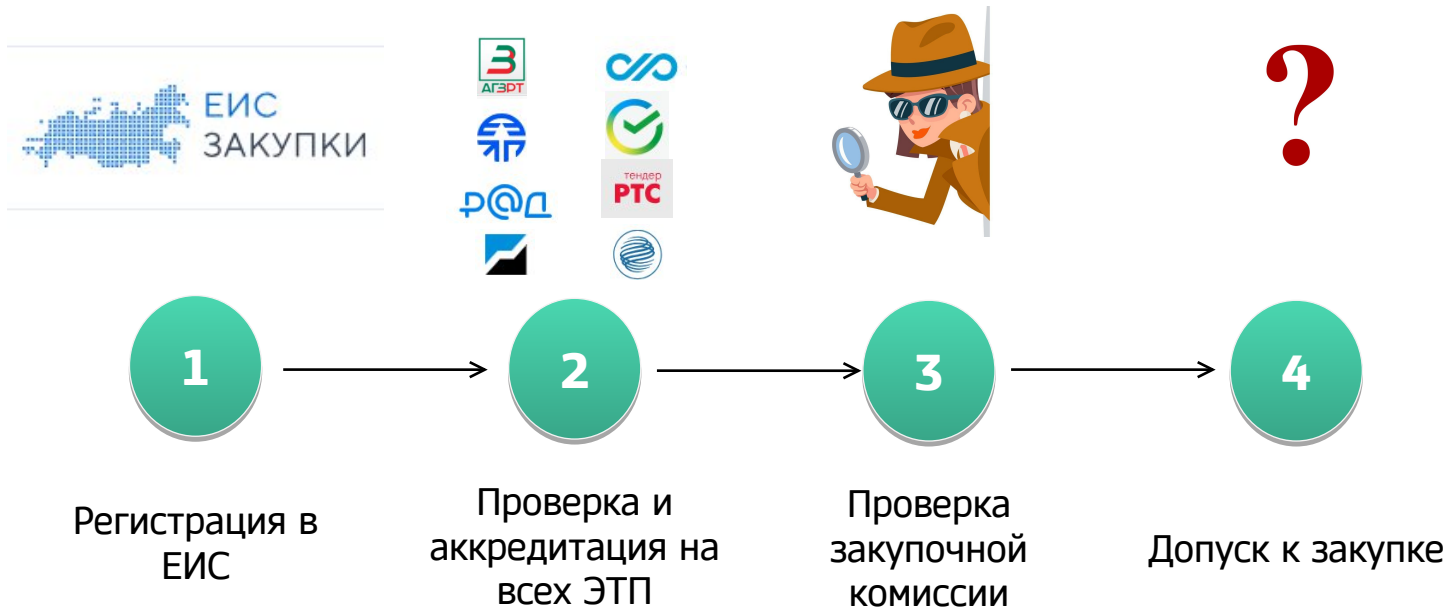 ЕИС
ЗАКУПКИ
АГЗРТ
Р@Д
тендер
РТС
?
1
2
3
4
Регистрация в
ЕИС
Проверка и
аккредитация на
всех ЭТП
Проверка
закупочной
комиссии
Допуск к закупке